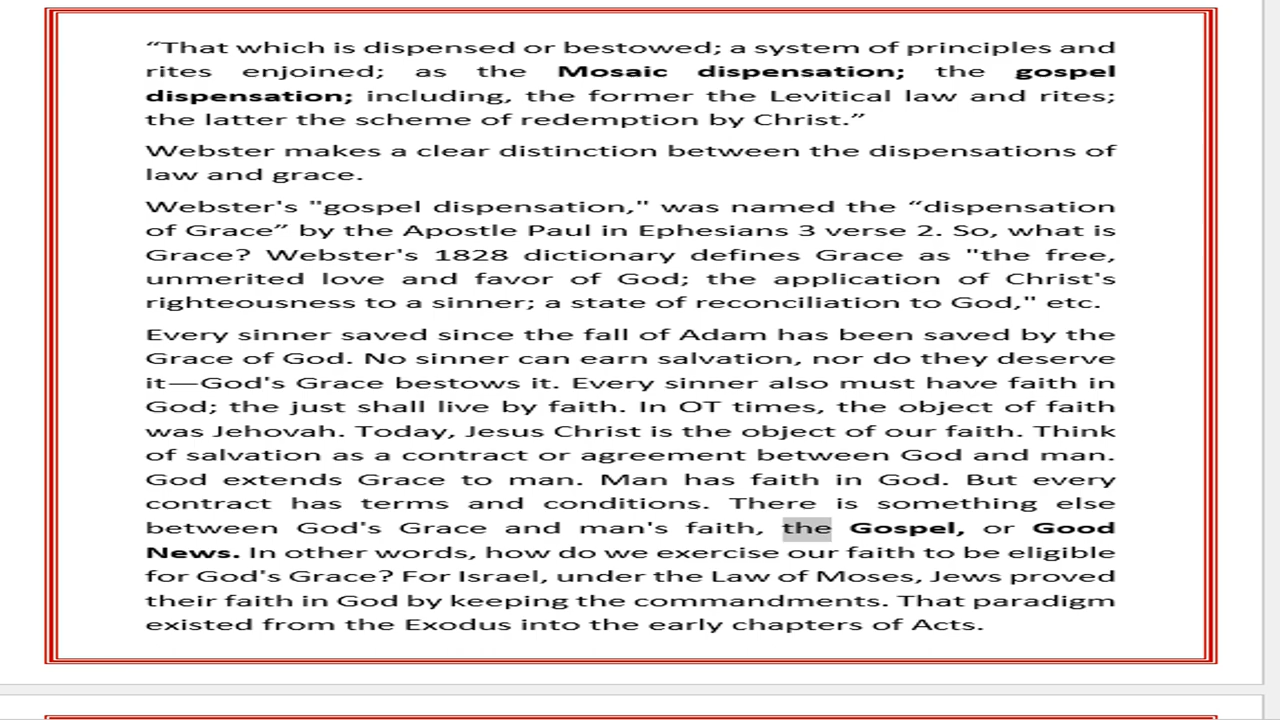 “That which is dispensed or bestowed; a system of principles and
rites enjoined; as the Mosaic dispensation; the gospel
dispensation; including, the former the Levitical law and rites;
the latter the scheme of redemption by Christ.”
Webster makes a clear distinction between the dispensations of
law and grace.
Webster's "gospel dispensation," was named the “dispensation
of Grace” by the Apostle Paul in Ephesians 3 verse 2. So, what is
Grace? Webster's 1828 dictionary defines Grace as "the free,
unmerited love and favor of God; the application of Christ's
righteousness to a sinner; a state of reconciliation to God," etc.
Every sinner saved since the fall of Adam has been saved by the
Grace of God. No sinner can earn salvation, nor do they deserve
it—God's Grace bestows it. Every sinner also must have faith in
God; the just shall live by faith. In OT times, the object of faith
was Jehovah. Today, Jesus Christ is the object of our faith. Think
of salvation as a contract or agreement between God and man.
God extends Grace to man. Man has faith in God. But every
contract has terms and conditions. There is something else
between God's Grace and man's faith, the Gospel, or Good
News. In other words, how do we exercise our faith to be eligible
for God's Grace? For Israel, under the Law of Moses, Jews proved
their faith in God by keeping the commandments. That paradigm
existed from the Exodus into the early chapters of Acts.